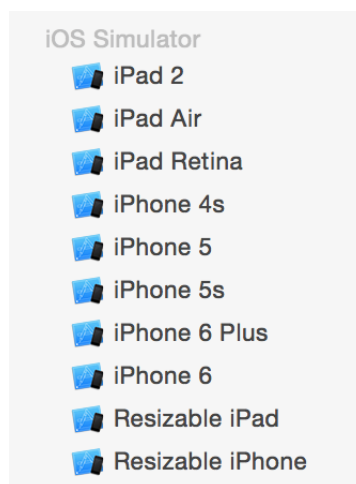 iOS Simulator
iPad 2
iPad Air
iPad Retina
iPhone 4s
iPhone 5
iPhone 5s
iPhone 6 Plus
iPhone 6
Resizable iPad
Resizable iPhone